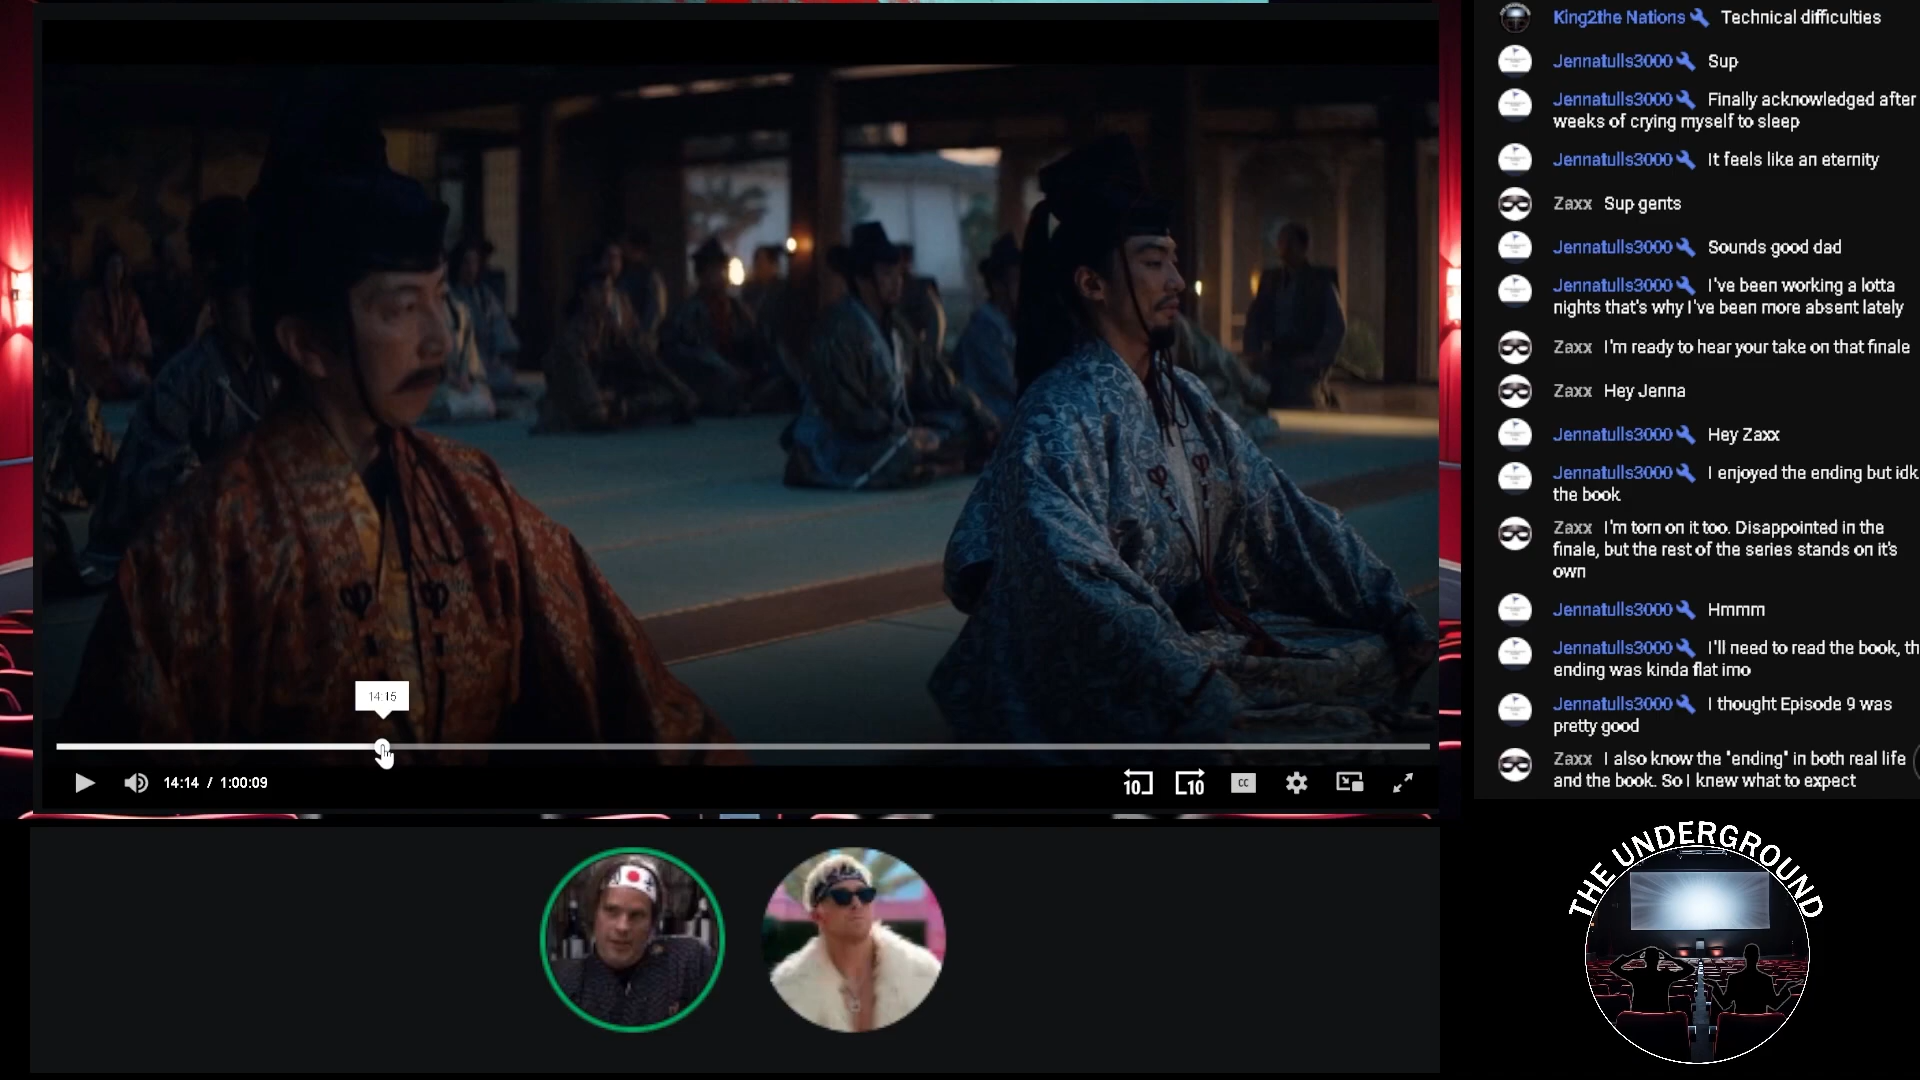 King2the Nations Technical difficulties
Jennatulls3000 Sup
Jennatulls3000 Finally acknowledged after
weeks of crying myself to sleep
Jennatulls3000 It feels like an eternity
Zaxx Sup gents
Jennatulls3000 Sounds good dad
Jennatulls3000 I've been working a lotta
nights that's why I've been more absent lately
Zaxx I'm ready to hear your take on that finale
Zaxx Hey Jenna
Jennatulls3000 Hey Zaxx
Jennatulls3000 I enjoyed the ending but idk
the book
Zaxx I'm torn on it too. Disappointed in the
finale, but the rest of the series stands on it's
own
Jennatulls3000 Hmmm
Jennatulls3000 I'll need to read the book, th
ending was kinda flat imo
Jennatulls3000 I thought Episode 9 was
pretty good
Zaxx I also know the "ending" in both real life
and the book. So I knew what to expect
14:15
14:14 / 1:00:09
10
10
CC
THE UNDERGROUND